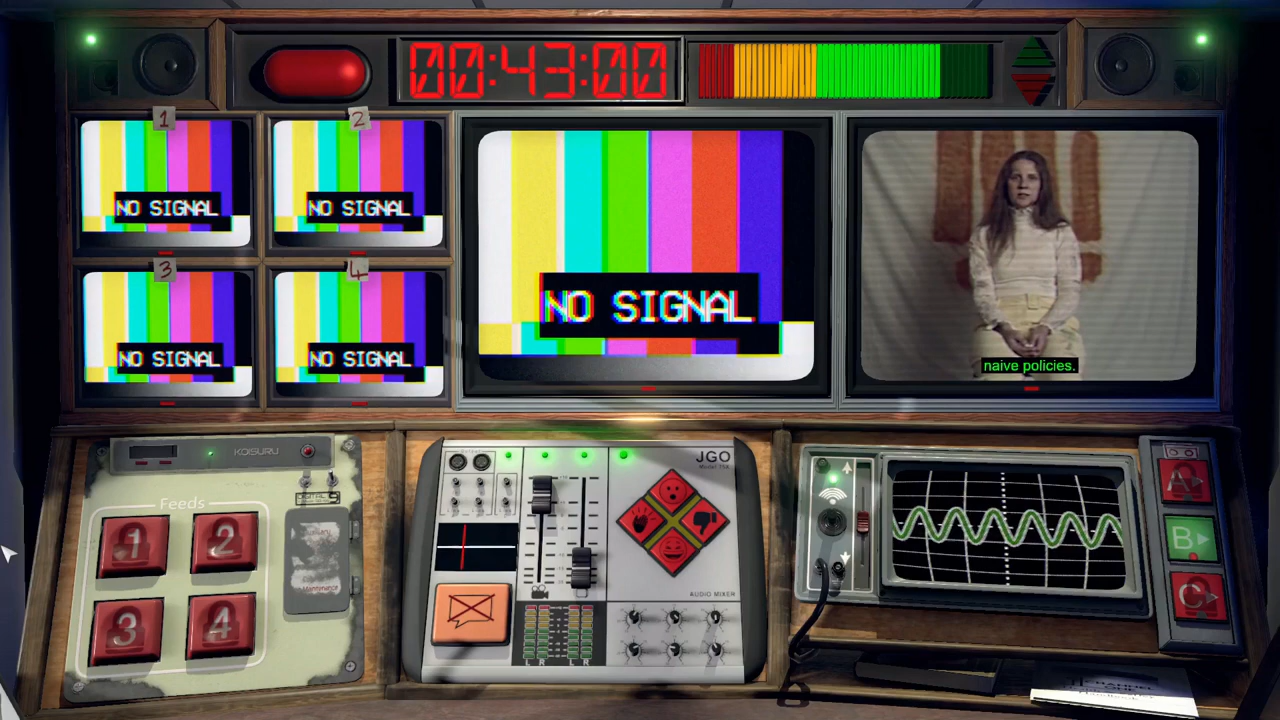 00:43:00
1
2
NO SIGNAL
NO SIGNAL
3
4
NO SIGNAL
NO SIGNAL
NO SIGNAL
naive policies.
KOISURU
Feeds
1
2
3
4
JGO
AUDIO MIXER
L R
L R
A
B
C
CHANNEL